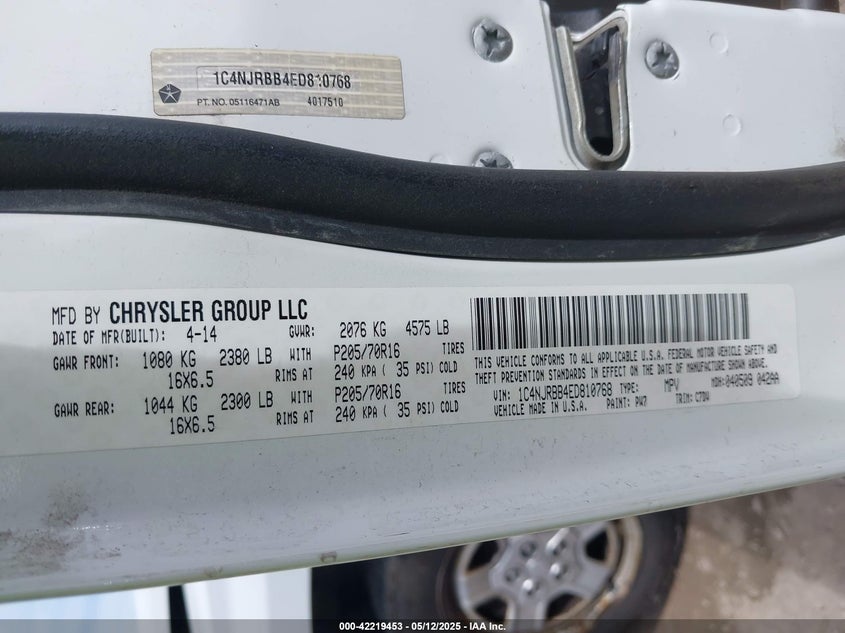 1C4NJRBB4ED810768
PT. NO. 05116471AB 4017510
MFD BY CHRYSLER GROUP LLC
DATE OF MFR(BUILT): 4-14 GVWR: 2076 KG 4575 LB
GAWR FRONT: 1080 KG 2380 LB WITH P205/70R16 TIRES
16X6.5 RIMS AT 240 KPA ( 35 PSI) COLD
GAWR REAR: 1044 KG 2300 LB WITH P205/70R16 TIRES
16X6.5 RIMS AT 240 KPA ( 35 PSI) COLD
THIS VEHICLE CONFORMS TO ALL APPLICABLE U.S.A. FEDERAL MOTOR VEHICLE SAFETY AND
THEFT PREVENTION STANDARDS IN EFFECT ON THE DATE OF MANUFACTURE SHOWN ABOVE.
VIN: 1C4NJRBB4ED810768 TYPE: MPV MDH: 040509 042AA
VEHICLE MADE IN U.S.A. PAINT: PW7 TRIM: C7DV
000-42219453 - 05/12/2025 - IAA Inc.